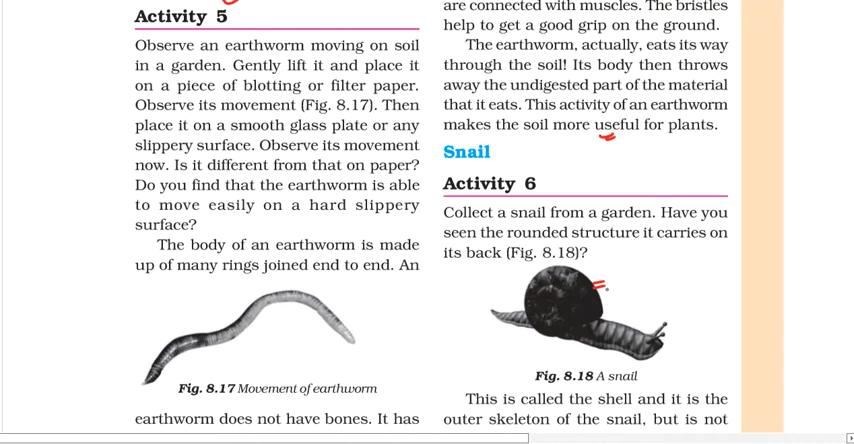 Activity 5
Observe an earthworm moving on soil
in a garden. Gently lift it and place it
on a piece of blotting or filter paper.
Observe its movement (Fig. 8.17). Then
place it on a smooth glass plate or any
slippery surface. Observe its movement
now. Is it different from that on paper?
Do you find that the earthworm is able
to move easily on a hard slippery
surface?
The body of an earthworm is made
up of many rings joined end to end. An
Fig. 8.17 Movement of earthworm
earthworm does not have bones. It has
are connected with muscles. The bristles
help to get a good grip on the ground.
The earthworm, actually, eats its way
through the soil! Its body then throws
away the undigested part of the material
that it eats. This activity of an earthworm
makes the soil more useful for plants.
Snail
Activity 6
Collect a snail from a garden. Have you
seen the rounded structure it carries on
its back (Fig. 8.18)?
Fig. 8.18 A snail
This is called the shell and it is the
outer skeleton of the snail, but is not